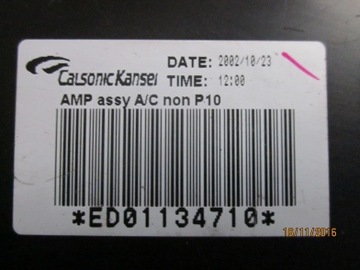 DATE: 2002/10/23
CalsonicKansei TIME: 12:00
AMP assy A/C non P10
*ED01134710*
18/11/2016